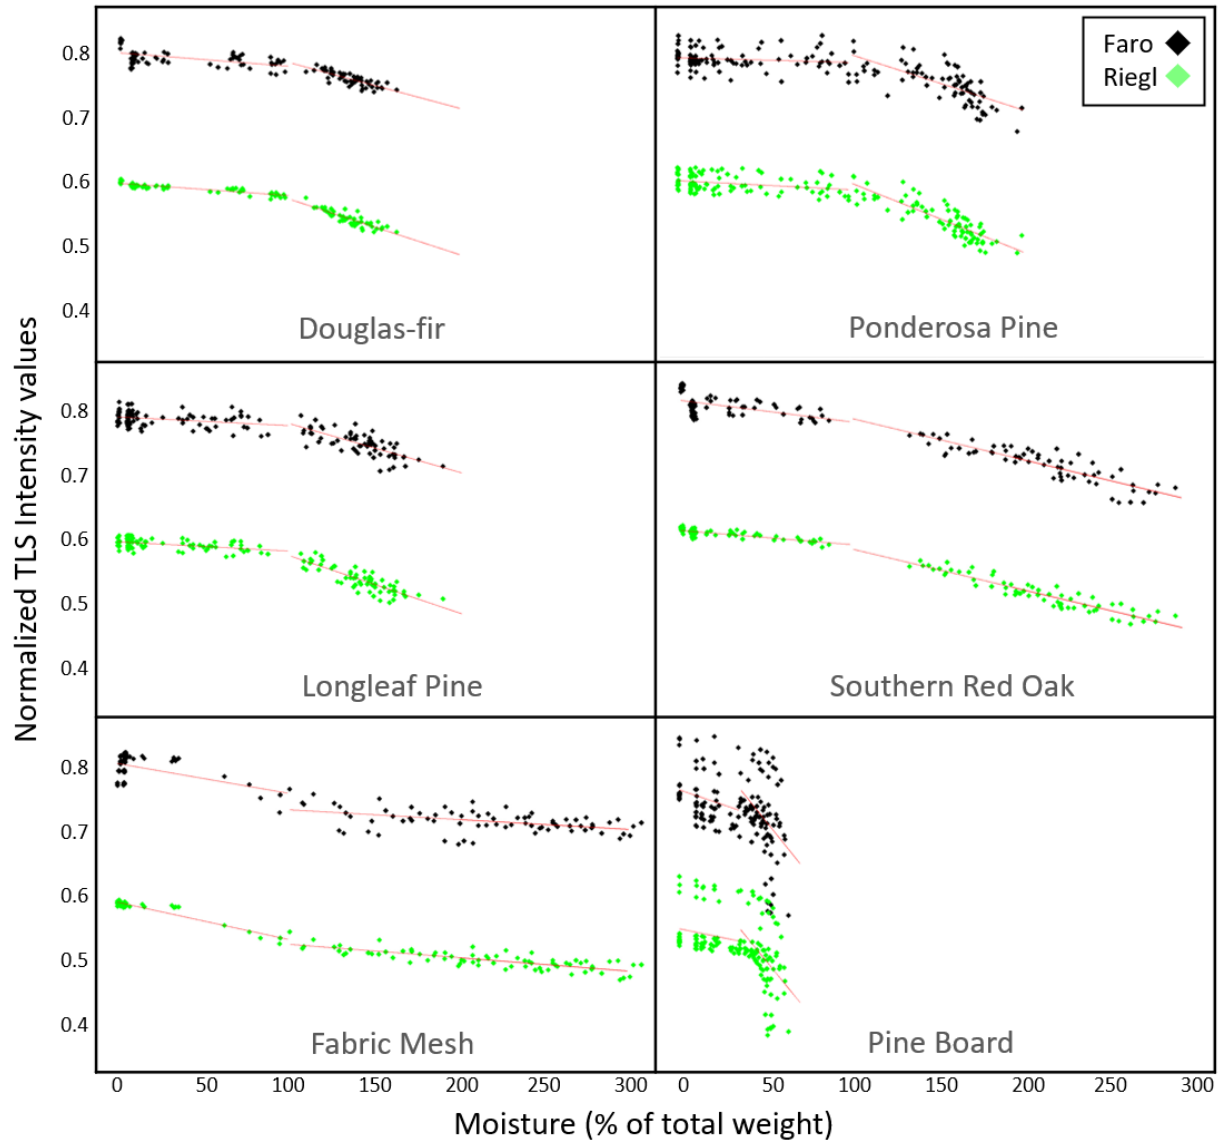 Faro
Riegl
0.8
0.7
0.6
0.5
0.4
Douglas-fir
Ponderosa Pine
0.8
0.7
0.6
0.5
0.4
Longleaf Pine
Southern Red Oak
0.8
0.7
0.6
0.5
0.4
Fabric Mesh
Pine Board
Normalized TLS Intensity values
0 50 100 150 200 250 300
0 50 100 150 200 250 300
Moisture (% of total weight)